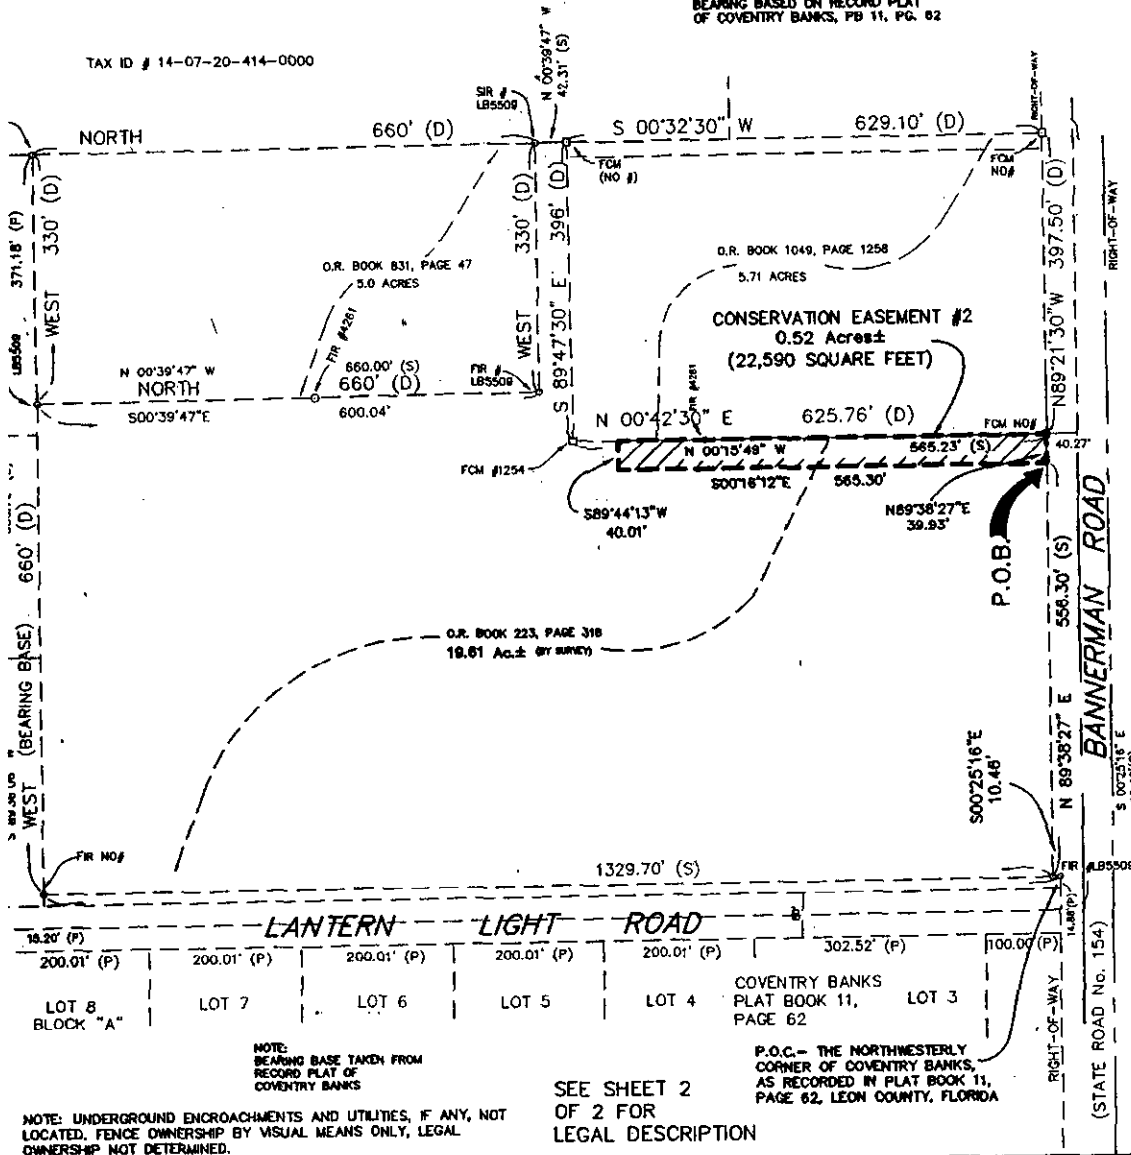 BEARING BASED ON RECORD PLAT
OF COVENTRY BANKS, PB 11, PG. 62
TAX ID # 14-07-20-414-0000
N 00°39'47" W
42.31' (S)
SIR #
LB5509
RIGHT-OF-WAY
NORTH
660' (D)
S 00°32'30" W
629.10' (D)
FCM
(NO #)
FCM
NO#
371.18' (P)
330' (D)
WEST
LB5509
330' (D)
WEST
396' (D)
S 89°47'30" E
N89°21'30"W 397.50' (D)
RIGHT-OF-WAY
O.R. BOOK 831, PAGE 47
5.0 ACRES
O.R. BOOK 1049, PAGE 1258
5.71 ACRES
CONSERVATION EASEMENT #2
0.52 Acres±
(22,590 SQUARE FEET)
FIR #4261
N 00°39'47" W
NORTH
660.00' (S)
660' (D)
FIR #
LB5509
S00°39'47"E
600.04'
FIR #4261
N 00°42'30" E
625.76' (D)
FCM NO#
N 00°15'49" W
565.23' (S)
40.27'
FCM #1254
S00°16'12"E
565.30'
S89°44'13"W
40.01'
N89°38'27"E
39.93'
P.O.B.
660' (D)
(BEARING BASE)
WEST
556.30' (S)
N 89°38'27" E
BANNERMAN ROAD
O.R. BOOK 223, PAGE 318
19.61 Ac.± (BY SURVEY)
S00°25'16"E
10.46'
S 00°25'16" E
FIR NO#
1329.70' (S)
FIR #LB5509
14.88'(P)
LANTERN LIGHT ROAD
18.20' (P)
200.01' (P)
200.01' (P)
200.01' (P)
200.01' (P)
200.01' (P)
302.52' (P)
100.00'(P)
LOT 8
BLOCK "A"
LOT 7
LOT 6
LOT 5
LOT 4
COVENTRY BANKS
PLAT BOOK 11,
PAGE 62
LOT 3
RIGHT-OF-WAY
(STATE ROAD No. 154)
NOTE:
BEARING BASE TAKEN FROM
RECORD PLAT OF
COVENTRY BANKS
P.O.C.- THE NORTHWESTERLY
CORNER OF COVENTRY BANKS,
AS RECORDED IN PLAT BOOK 11,
PAGE 62, LEON COUNTY, FLORIDA
SEE SHEET 2
OF 2 FOR
LEGAL DESCRIPTION
NOTE: UNDERGROUND ENCROACHMENTS AND UTILITIES, IF ANY, NOT
LOCATED. FENCE OWNERSHIP BY VISUAL MEANS ONLY, LEGAL
OWNERSHIP NOT DETERMINED.